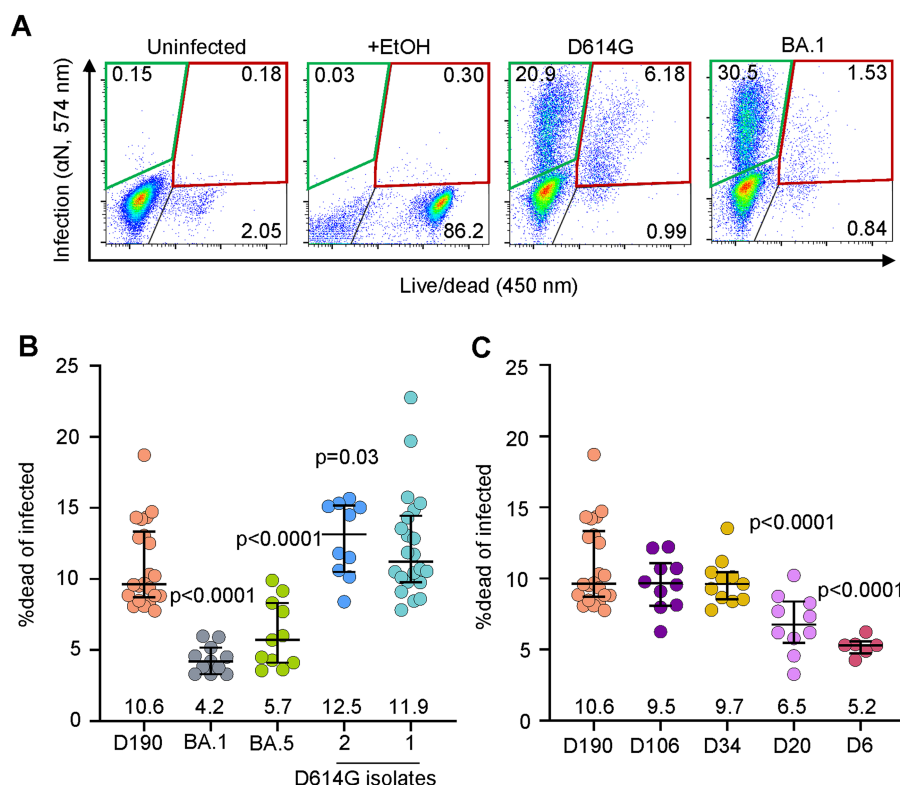 A
Uninfected
+EtOH
D614G
BA.1
Infection (αN, 574 nm)
0.15
0.18
2.05
0.03
0.30
86.2
20.9
6.18
0.99
30.5
1.53
0.84
Live/dead (450 nm)
B
%dead of infected
25
20
15
10
5
0
p<0.0001
p<0.0001
p=0.03
10.6 4.2 5.7 12.5 11.9
D190 BA.1 BA.5 2 1
D614G isolates
C
%dead of infected
25
20
15
10
5
0
p<0.0001
p<0.0001
10.6 9.5 9.7 6.5 5.2
D190 D106 D34 D20 D6